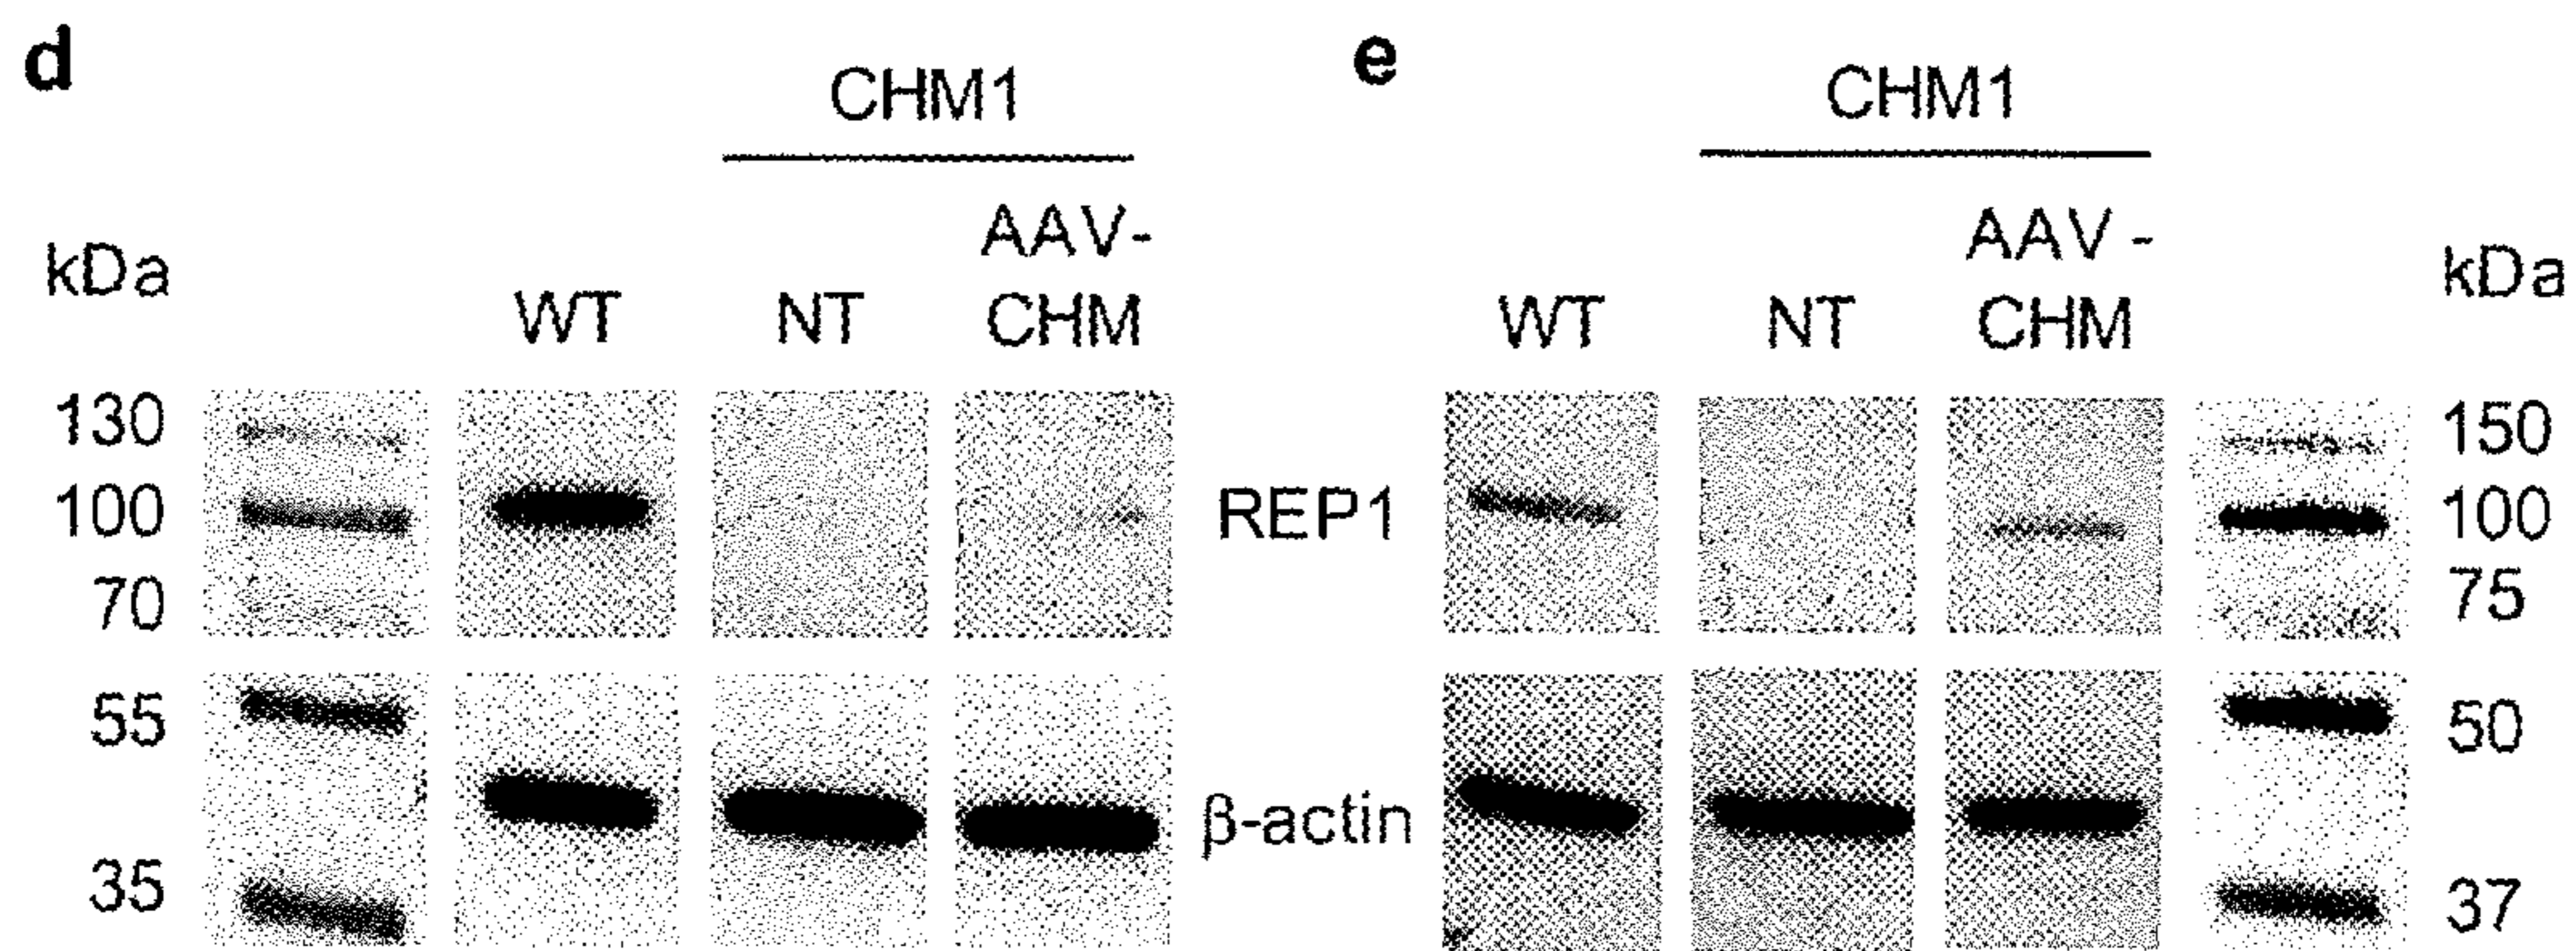 d
CHM1
kDa
WT
NT
AAV-
CHM
130
100
70
55
35
REP1
β-actin
e
CHM1
WT
NT
AAV -
CHM
kDa
150
100
75
50
37